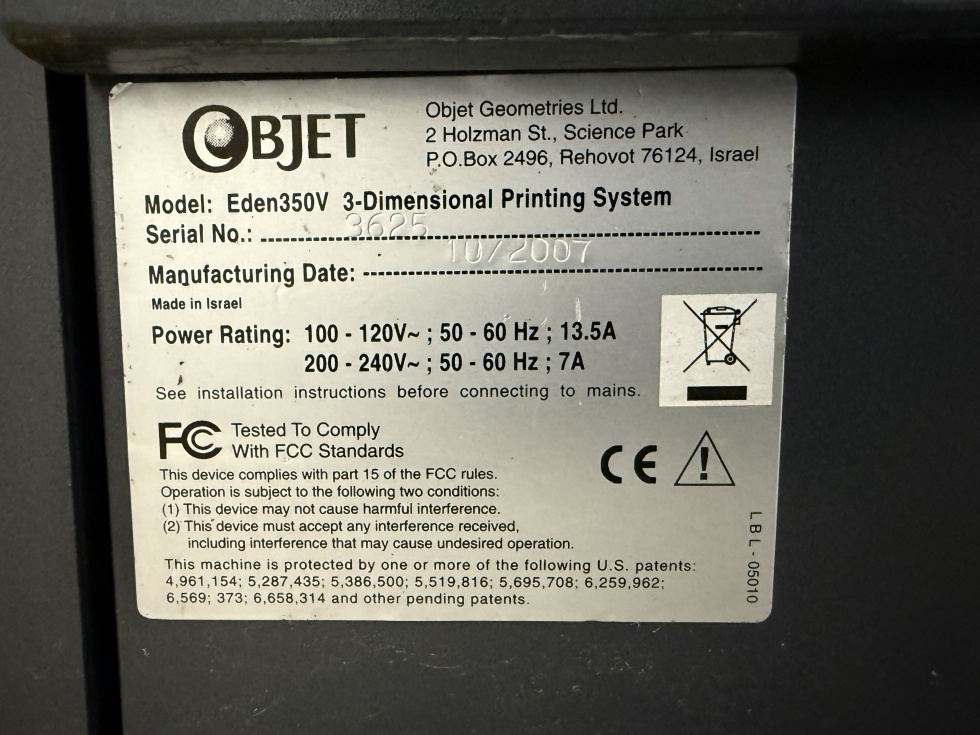 OBJET
Objet Geometries Ltd.
2 Holzman St., Science Park
P.O.Box 2496, Rehovot 76124, Israel
Model: Eden350V 3-Dimensional Printing System
Serial No.: 3625
Manufacturing Date: 10/2007
Made in Israel
Power Rating: 100 - 120V~ ; 50 - 60 Hz ; 13.5A
200 - 240V~ ; 50 - 60 Hz ; 7A
See installation instructions before connecting to mains.
FC Tested To Comply
With FCC Standards
This device complies with part 15 of the FCC rules.
Operation is subject to the following two conditions:
(1) This device may not cause harmful interference.
(2) This device must accept any interference received,
including interference that may cause undesired operation.
CE !
This machine is protected by one or more of the following U.S. patents:
4,961,154; 5,287,435; 5,386,500; 5,519,816; 5,695,708; 6,259,962;
6,569; 373; 6,658,314 and other pending patents.
LBL-05010